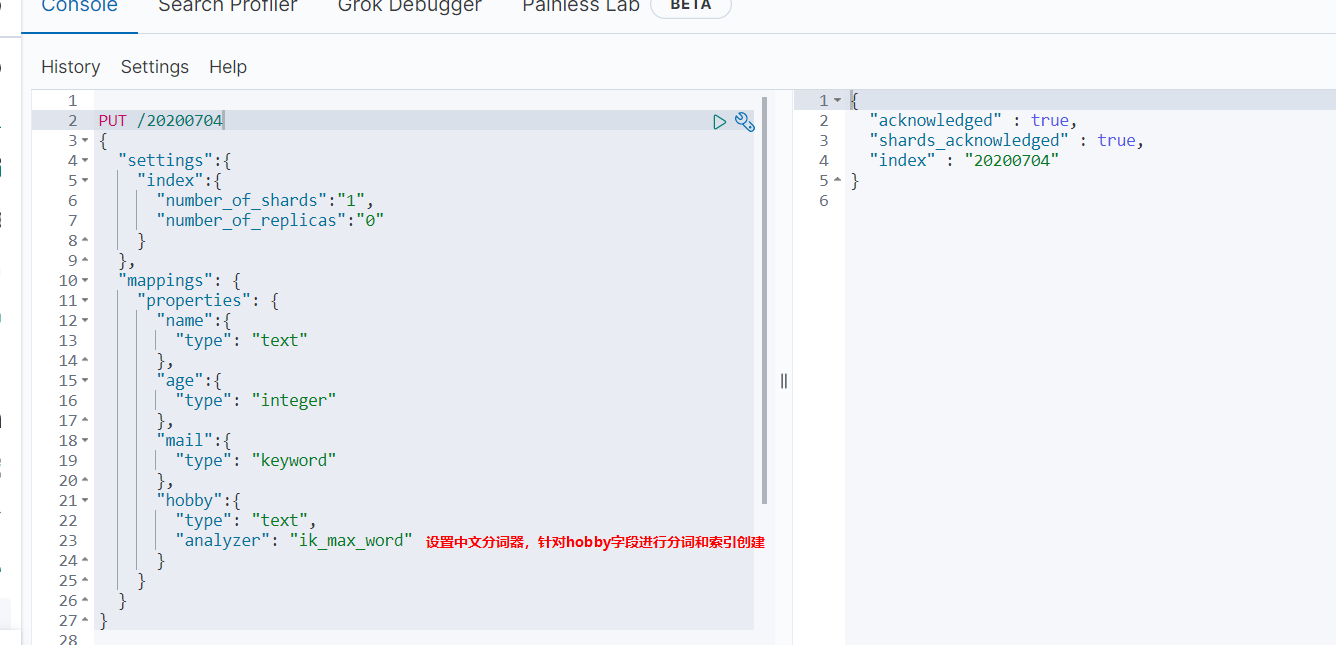 Console Search Profiler Grok Debugger Painless Lab BETA
History Settings Help
1
2 PUT /20200704
3 {
4 "settings":{
5 "index":{
6 "number_of_shards":"1",
7 "number_of_replicas":"0"
8 }
9 },
10 "mappings": {
11 "properties": {
12 "name":{
13 "type": "text"
14 },
15 "age":{
16 "type": "integer"
17 },
18 "mail":{
19 "type": "keyword"
20 },
21 "hobby":{
22 "type": "text",
23 "analyzer": "ik_max_word" 设置中文分词器，针对hobby字段进行分词和索引创建
24 }
25 }
26 }
27 }
28
1 {
2 "acknowledged" : true,
3 "shards_acknowledged" : true,
4 "index" : "20200704"
5 }
6